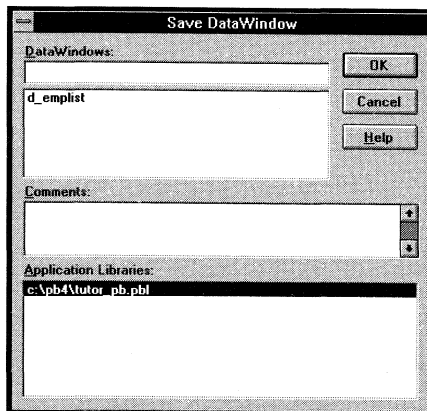 Save DataWindow
DataWindows:
OK
d_emplist
Cancel
Help
Comments:
Application Libraries:
c:\pb4\tutor_pb.pbl